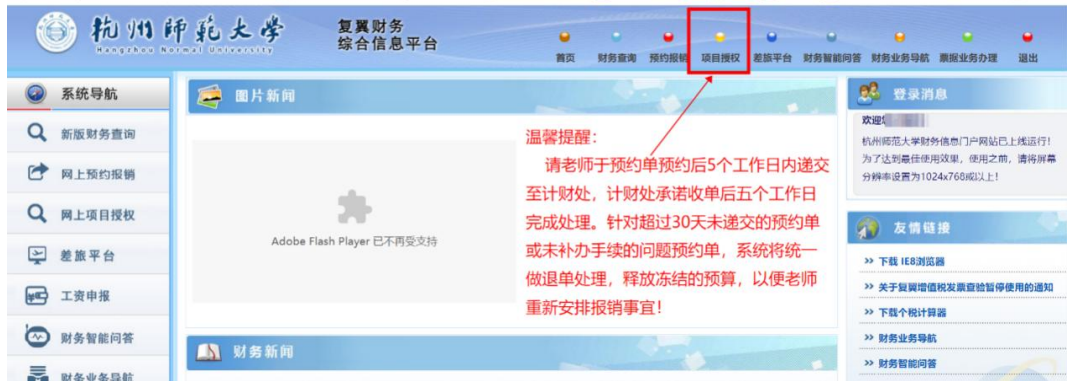 杭州師範大學
Hangzhou Normal University
复翼财务
综合信息平台
首页 财务查询 预约报销 项目授权 差旅平台 财务智能问答 财务业务导航 票据业务办理 退出
系统导航
新版财务查询
网上预约报销
网上项目授权
差旅平台
工资申报
财务智能问答
财务业务导航
图片新闻
Adobe Flash Player 已不再受支持
温馨提醒：
请老师于预约单预约后5个工作日内递交
至计财处，计财处承诺收单后五个工作日
完成处理。针对超过30天未递交的预约单
或未补办手续的问题预约单，系统将统一
做退单处理，释放冻结的预算，以便老师
重新安排报销事宜！
财务新闻
登录消息
欢迎
杭州师范大学财务信息门户网站已上线运行！
为了达到最佳使用效果，使用之前，请将屏幕
分辨率设置为1024x768或以上！
友情链接
>> 下载 IE8浏览器
>> 关于复翼增值税发票查验暂停使用的通知
>> 下载个税计算器
>> 财务业务导航
>> 财务智能问答